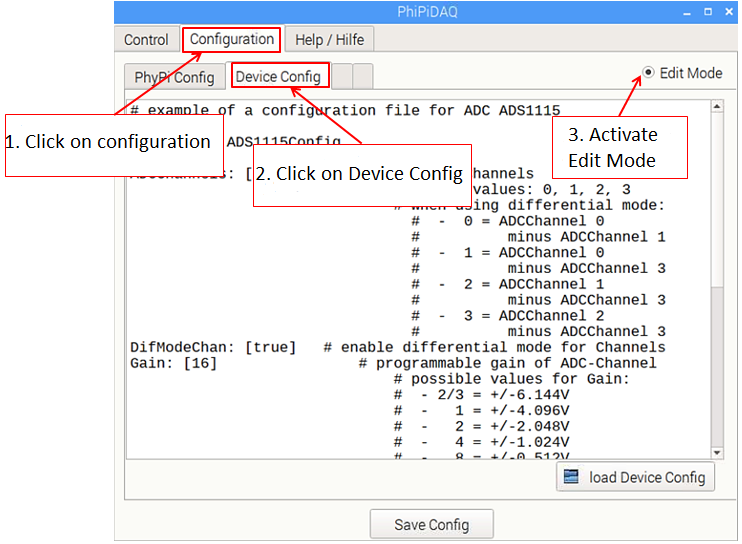 PhiPiDAQ
Control Configuration Help / Hilfe
PhyPi Config Device Config Edit Mode
# example of a configuration file for ADC ADS1115
1. Click on configuration
ADS1115Config
2. Click on Device Config
3. Activate
Edit Mode
[
values: 0, 1, 2, 3
# when using differential mode:
# - 0 = ADCChannel 0
# minus ADCChannel 1
# - 1 = ADCChannel 0
# minus ADCChannel 3
# - 2 = ADCChannel 1
# minus ADCChannel 3
# - 3 = ADCChannel 2
# minus ADCChannel 3
DifModeChan: [true] # enable differential mode for Channels
Gain: [16] # programmable gain of ADC-Channel
# possible values for Gain:
# - 2/3 = +/-6.144V
# - 1 = +/-4.096V
# - 2 = +/-2.048V
# - 4 = +/-1.024V
# - 8 = +/-0.512V
load Device Config
Save Config